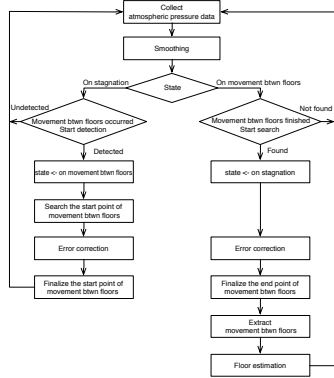 Collect
atmospheric pressure data
Smoothing
On stagnation
State
On movement btwn floors
Undetected
Movement btwn floors occurred
Start detection
Detected
state <- on movement btwn floors
Search the start point of
movement btwn floors
Error correction
Finalize the start point of
movement btwn floors
Not found
Movement btwn floors finished
Start search
Found
state <- on stagnation
Error correction
Finalize the end point of
movement btwn floors
Extract
movement btwn floors
Floor estimation